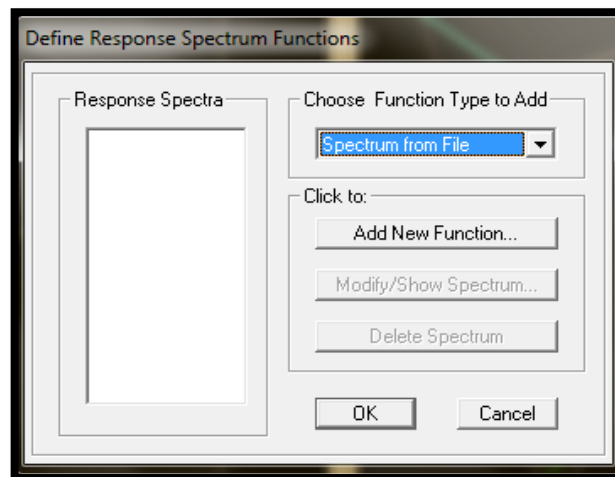 Define Response Spectrum Functions
Response Spectra
Choose Function Type to Add
Spectrum from File
Click to:
Add New Function...
Modify/Show Spectrum...
Delete Spectrum
OK
Cancel